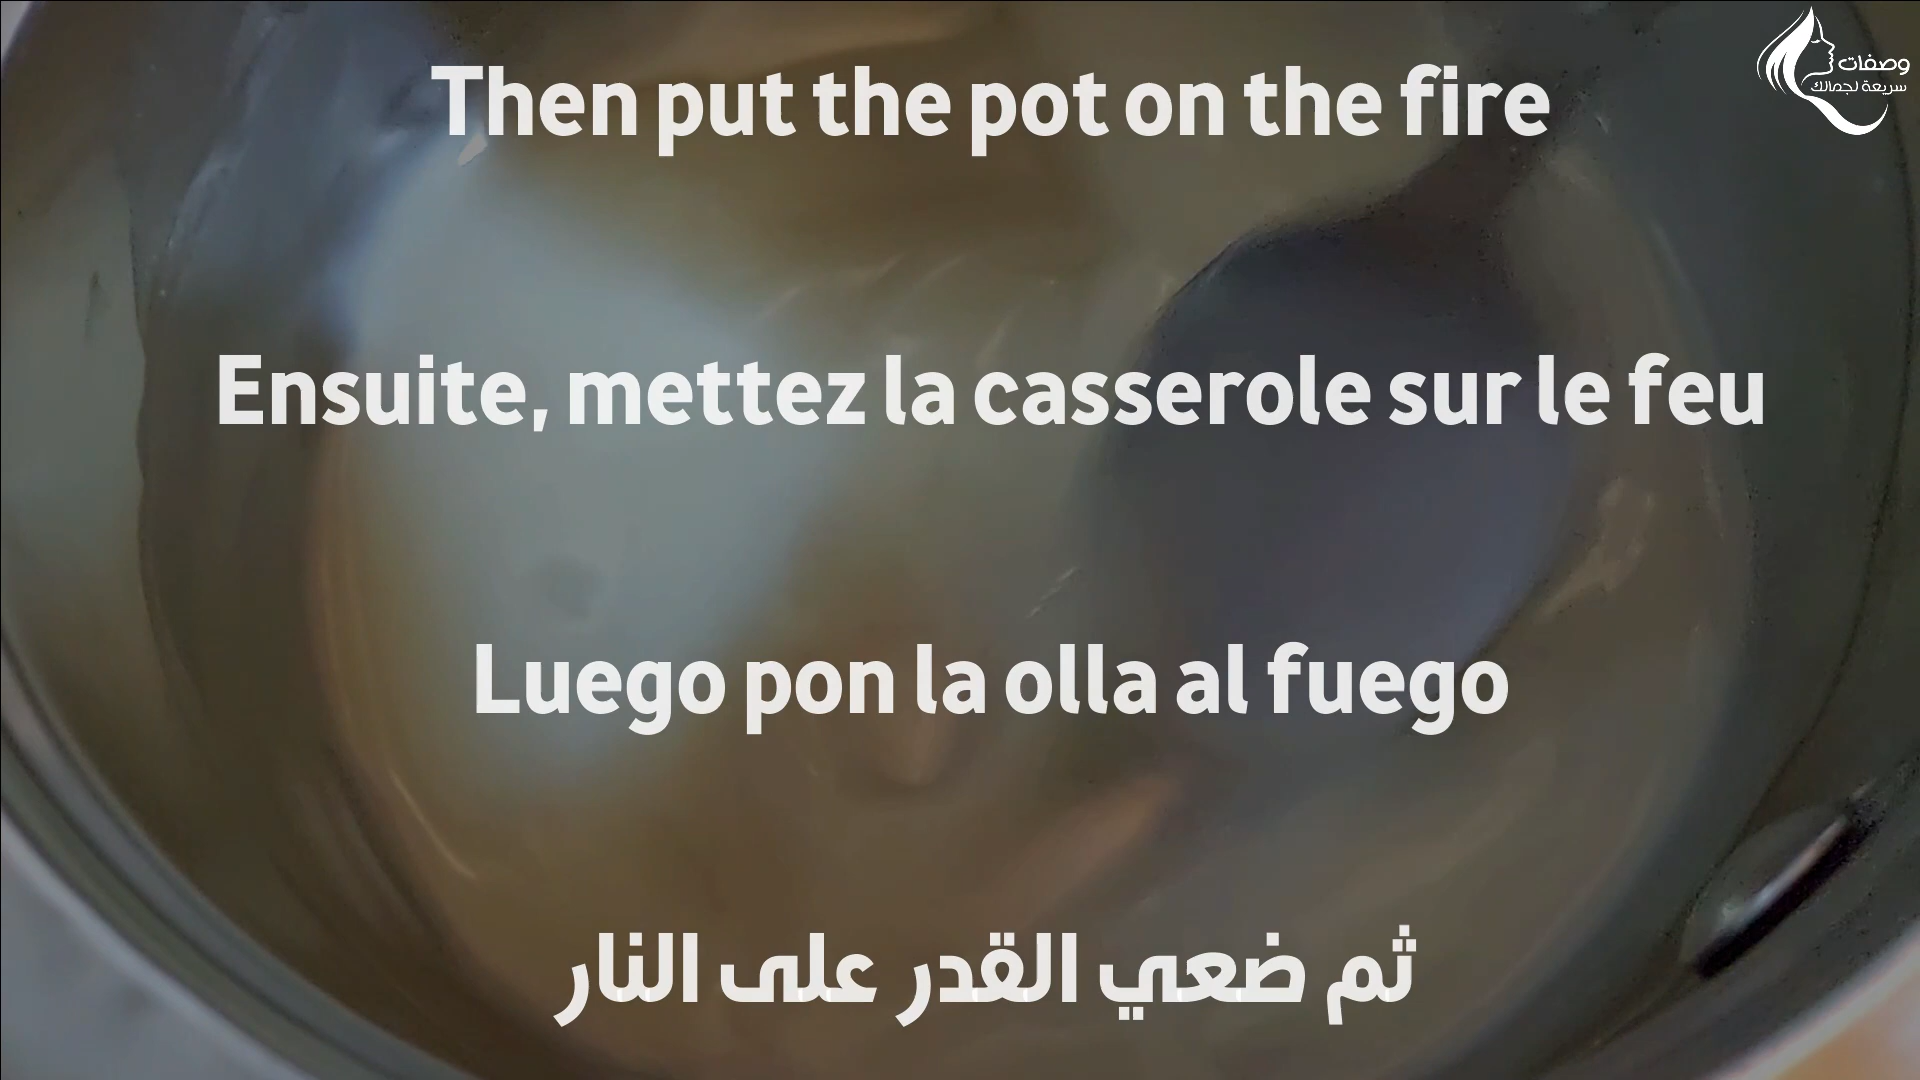 وصفات
سريعة لجمالك
Then put the pot on the fire
Ensuite, mettez la casserole sur le feu
Luego pon la olla al fuego
ثم ضعي القدر على النار